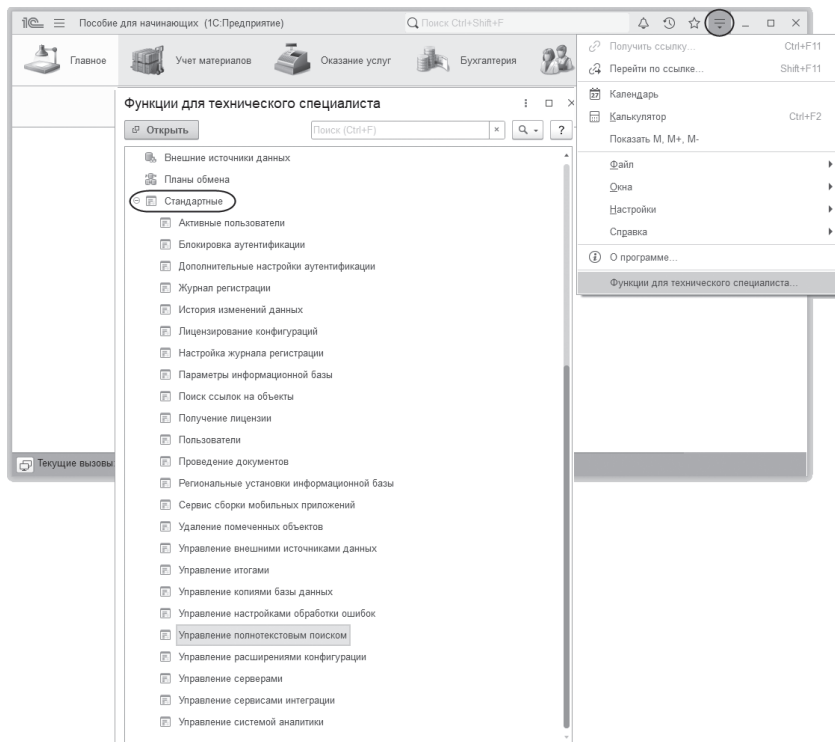 1С Пособие для начинающих (1С:Предприятие)
Поиск Ctrl+Shift+F
Главное
Учет материалов
Оказание услуг
Бухгалтерия
Получить ссылку... Ctrl+F11
Перейти по ссылке... Shift+F11
27 Календарь
Калькулятор Ctrl+F2
Показать M, M+, M-
Файл
Окна
Настройки
Справка
О программе...
Функции для технического специалиста...
Функции для технического специалиста
Открыть
Поиск (Ctrl+F)
×
?
Внешние источники данных
Планы обмена
Стандартные
Активные пользователи
Блокировка аутентификации
Дополнительные настройки аутентификации
Журнал регистрации
История изменений данных
Лицензирование конфигураций
Настройка журнала регистрации
Параметры информационной базы
Поиск ссылок на объекты
Получение лицензии
Пользователи
Проведение документов
Региональные установки информационной базы
Сервис сборки мобильных приложений
Удаление помеченных объектов
Управление внешними источниками данных
Управление итогами
Управление копиями базы данных
Управление настройками обработки ошибок
Управление полнотекстовым поиском
Управление расширениями конфигурации
Управление серверами
Управление сервисами интеграции
Управление системой аналитики
Текущие вызовы: